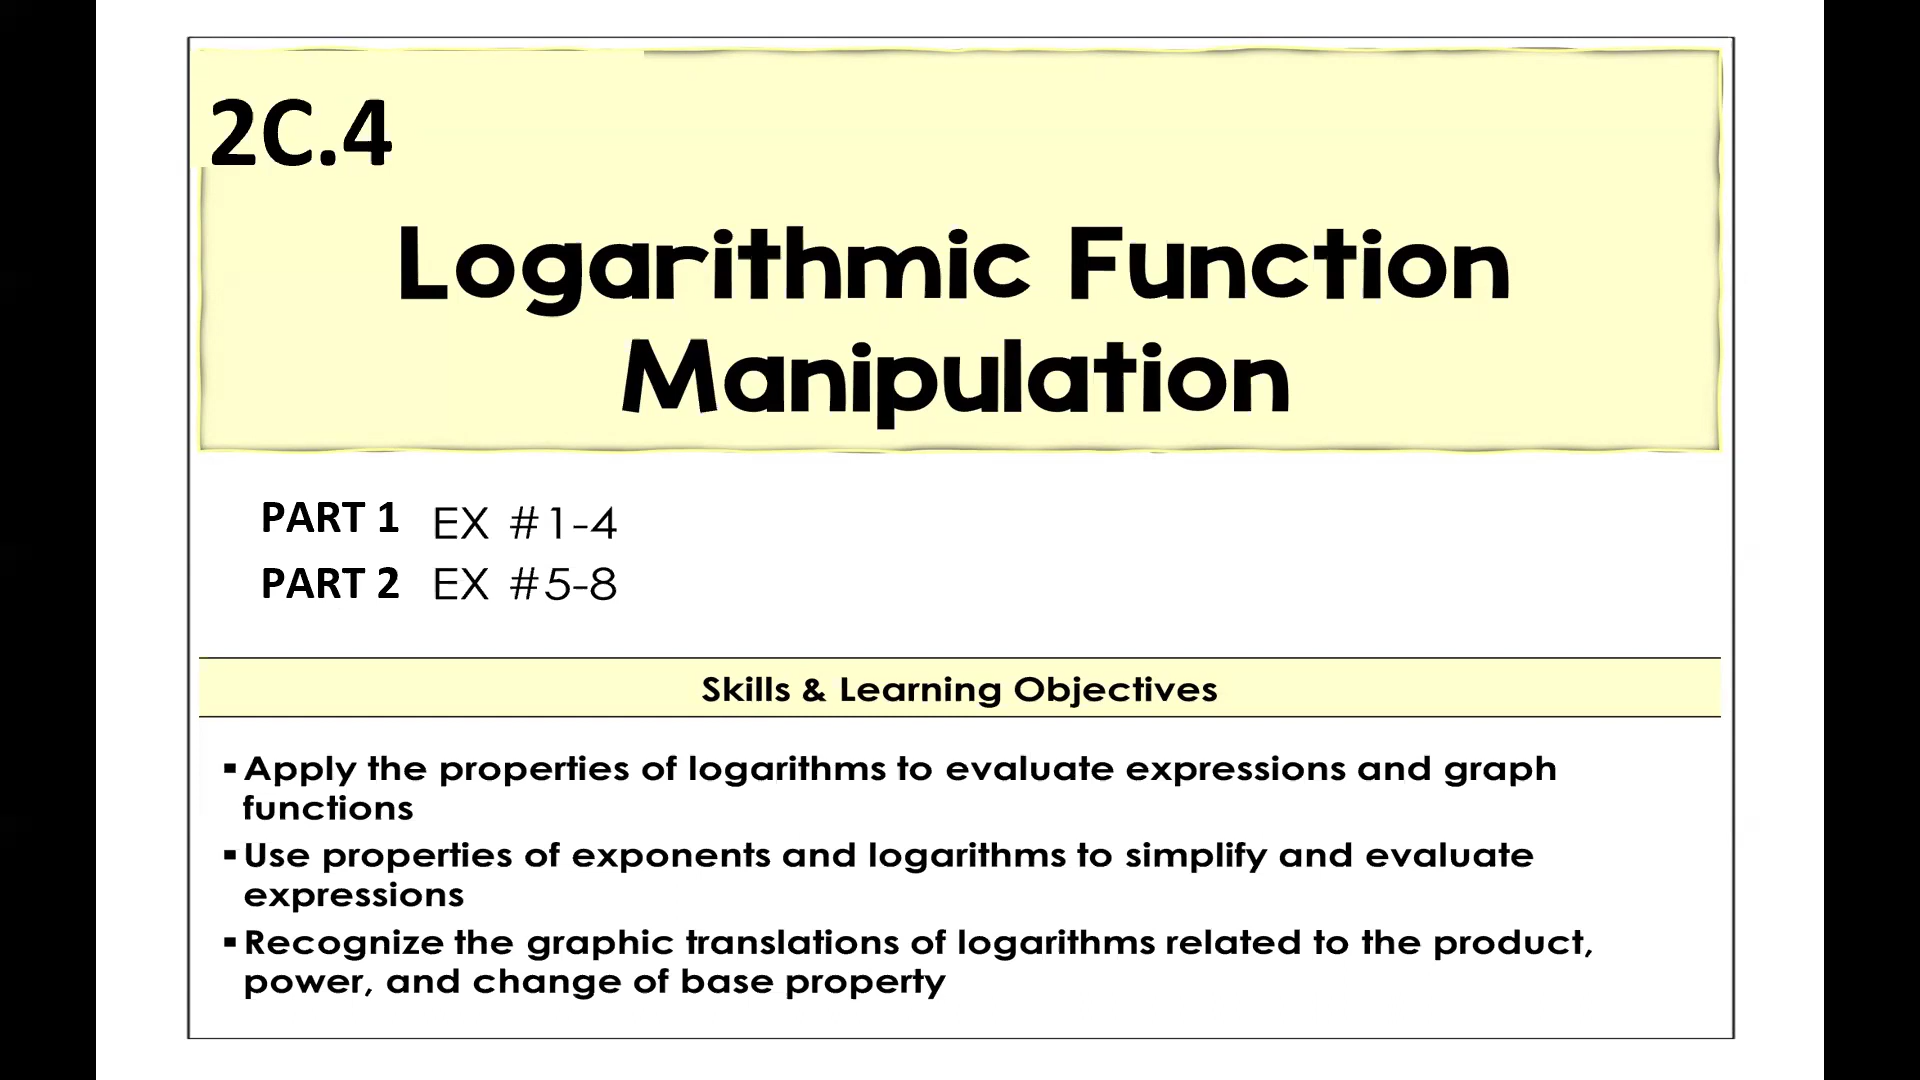 2C.4
Logarithmic Function
Manipulation
PART 1 EX #1-4
PART 2 EX #5-8
Skills & Learning Objectives
▪Apply the properties of logarithms to evaluate expressions and graph
functions
▪Use properties of exponents and logarithms to simplify and evaluate
expressions
▪Recognize the graphic translations of logarithms related to the product,
power, and change of base property